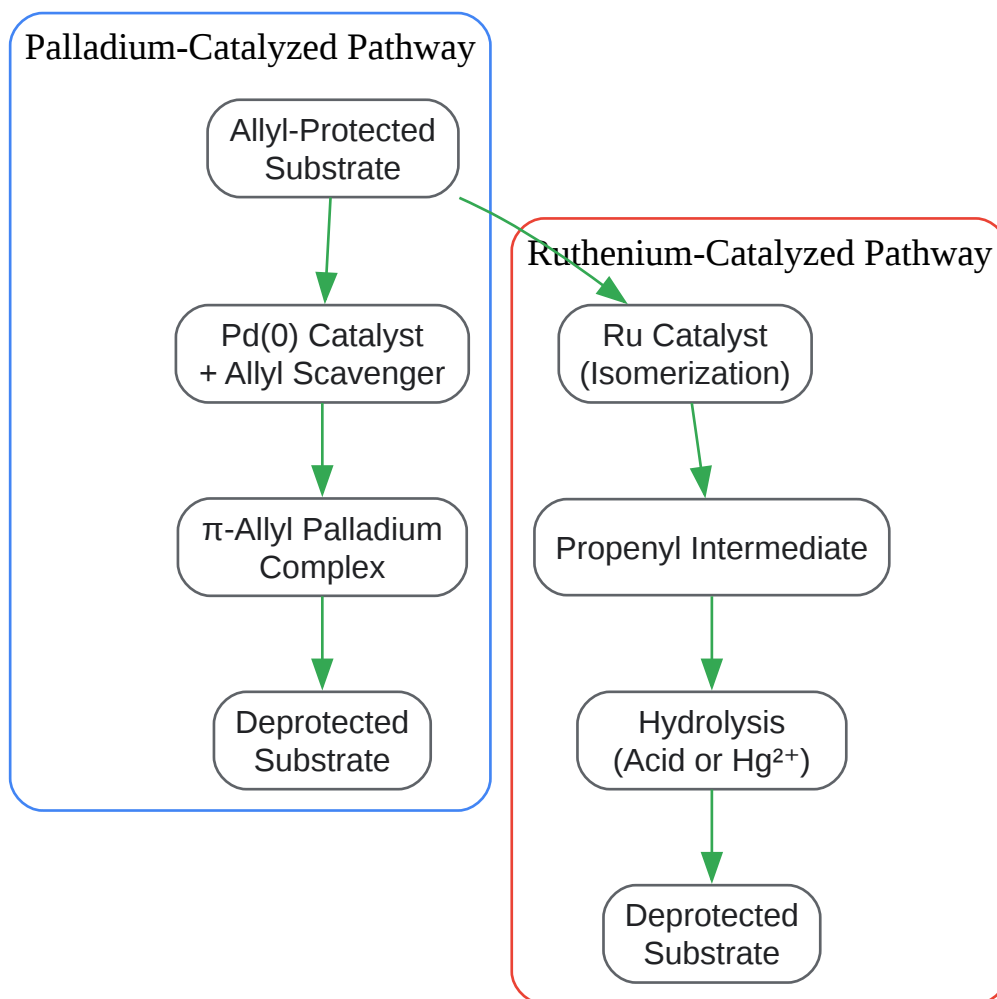 Palladium-Catalyzed Pathway
Allyl-Protected
Substrate
Pd(0) Catalyst
+ Allyl Scavenger
π-Allyl Palladium
Complex
Deprotected
Substrate
Ruthenium-Catalyzed Pathway
Ru Catalyst
(Isomerization)
Propenyl Intermediate
Hydrolysis
(Acid or Hg²⁺)
Deprotected
Substrate